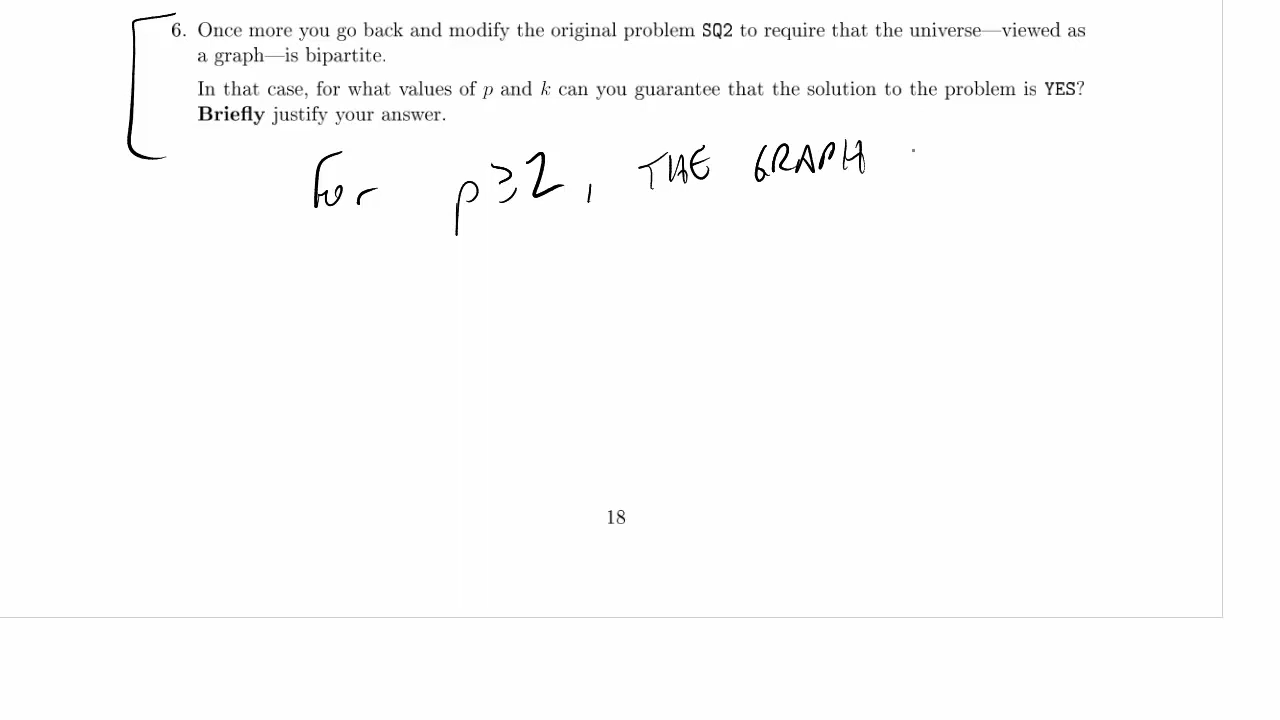 6. Once more you go back and modify the original problem SQ2 to require that the universe—viewed as
a graph—is bipartite.
In that case, for what values of p and k can you guarantee that the solution to the problem is YES?
Briefly justify your answer.
For p≥2, THE GRAPH
18